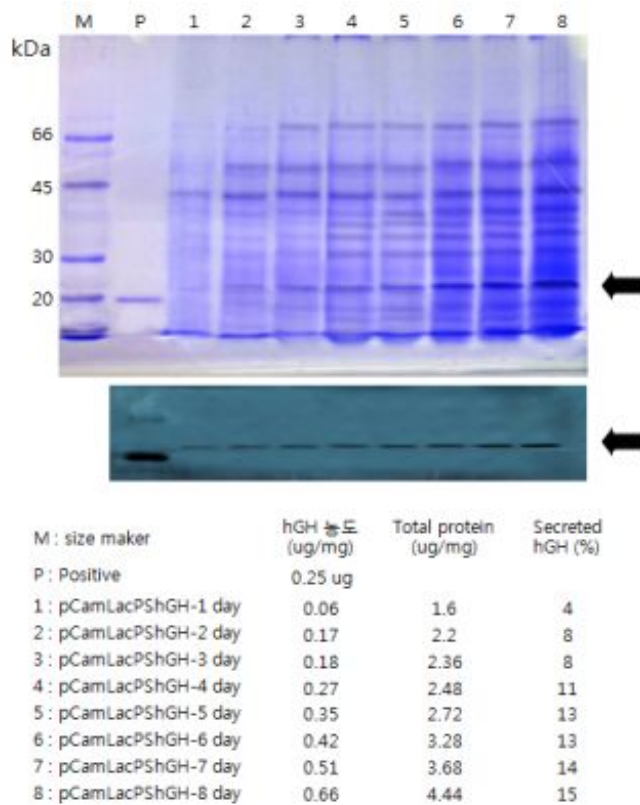 M P 1 2 3 4 5 6 7 8
kDa
66
45
30
20
M : size maker hGH 농도 (ug/mg) Total protein (ug/mg) Secreted hGH (%)
P : Positive 0.25 ug
1 : pCamLacPShGH-1 day 0.06 1.6 4
2 : pCamLacPShGH-2 day 0.17 2.2 8
3 : pCamLacPShGH-3 day 0.18 2.36 8
4 : pCamLacPShGH-4 day 0.27 2.48 11
5 : pCamLacPShGH-5 day 0.35 2.72 13
6 : pCamLacPShGH-6 day 0.42 3.28 13
7 : pCamLacPShGH-7 day 0.51 3.68 14
8 : pCamLacPShGH-8 day 0.66 4.44 15